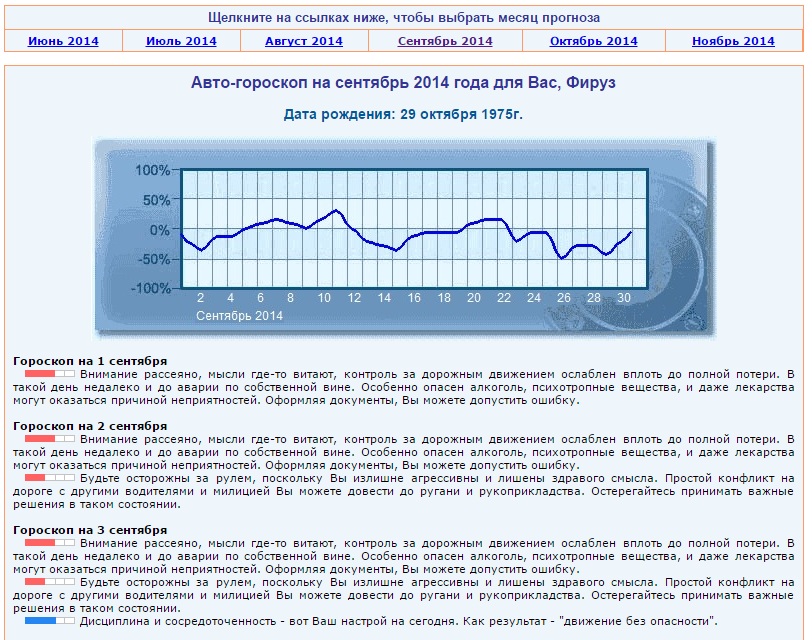 Щелкните на ссылках ниже, чтобы выбрать месяц прогноза
Июнь 2014 Июль 2014 Август 2014 Сентябрь 2014 Октябрь 2014 Ноябрь 2014
Авто-гороскоп на сентябрь 2014 года для Вас, Фируз
Дата рождения: 29 октября 1975г.
100%
50%
0%
-50%
-100%
2 4 6 8 10 12 14 16 18 20 22 24 26 28 30
Сентябрь 2014
Гороскоп на 1 сентября
Внимание рассеяно, мысли где-то витают, контроль за дорожным движением ослаблен вплоть до полной потери. В
такой день недалеко и до аварии по собственной вине. Особенно опасен алкоголь, психотропные вещества, и даже лекарства
могут оказаться причиной неприятностей. Оформляя документы, Вы можете допустить ошибку.
Гороскоп на 2 сентября
Внимание рассеяно, мысли где-то витают, контроль за дорожным движением ослаблен вплоть до полной потери. В
такой день недалеко и до аварии по собственной вине. Особенно опасен алкоголь, психотропные вещества, и даже лекарства
могут оказаться причиной неприятностей. Оформляя документы, Вы можете допустить ошибку.
Будьте осторожны за рулем, поскольку Вы излишне агрессивны и лишены здравого смысла. Простой конфликт на
дороге с другими водителями и милицией Вы можете довести до ругани и рукоприкладства. Остерегайтесь принимать важные
решения в таком состоянии.
Гороскоп на 3 сентября
Внимание рассеяно, мысли где-то витают, контроль за дорожным движением ослаблен вплоть до полной потери. В
такой день недалеко и до аварии по собственной вине. Особенно опасен алкоголь, психотропные вещества, и даже лекарства
могут оказаться причиной неприятностей. Оформляя документы, Вы можете допустить ошибку.
Будьте осторожны за рулем, поскольку Вы излишне агрессивны и лишены здравого смысла. Простой конфликт на
дороге с другими водителями и милицией Вы можете довести до ругани и рукоприкладства. Остерегайтесь принимать важные
решения в таком состоянии.
Дисциплина и сосредоточенность - вот Ваш настрой на сегодня. Как результат - "движение без опасности".